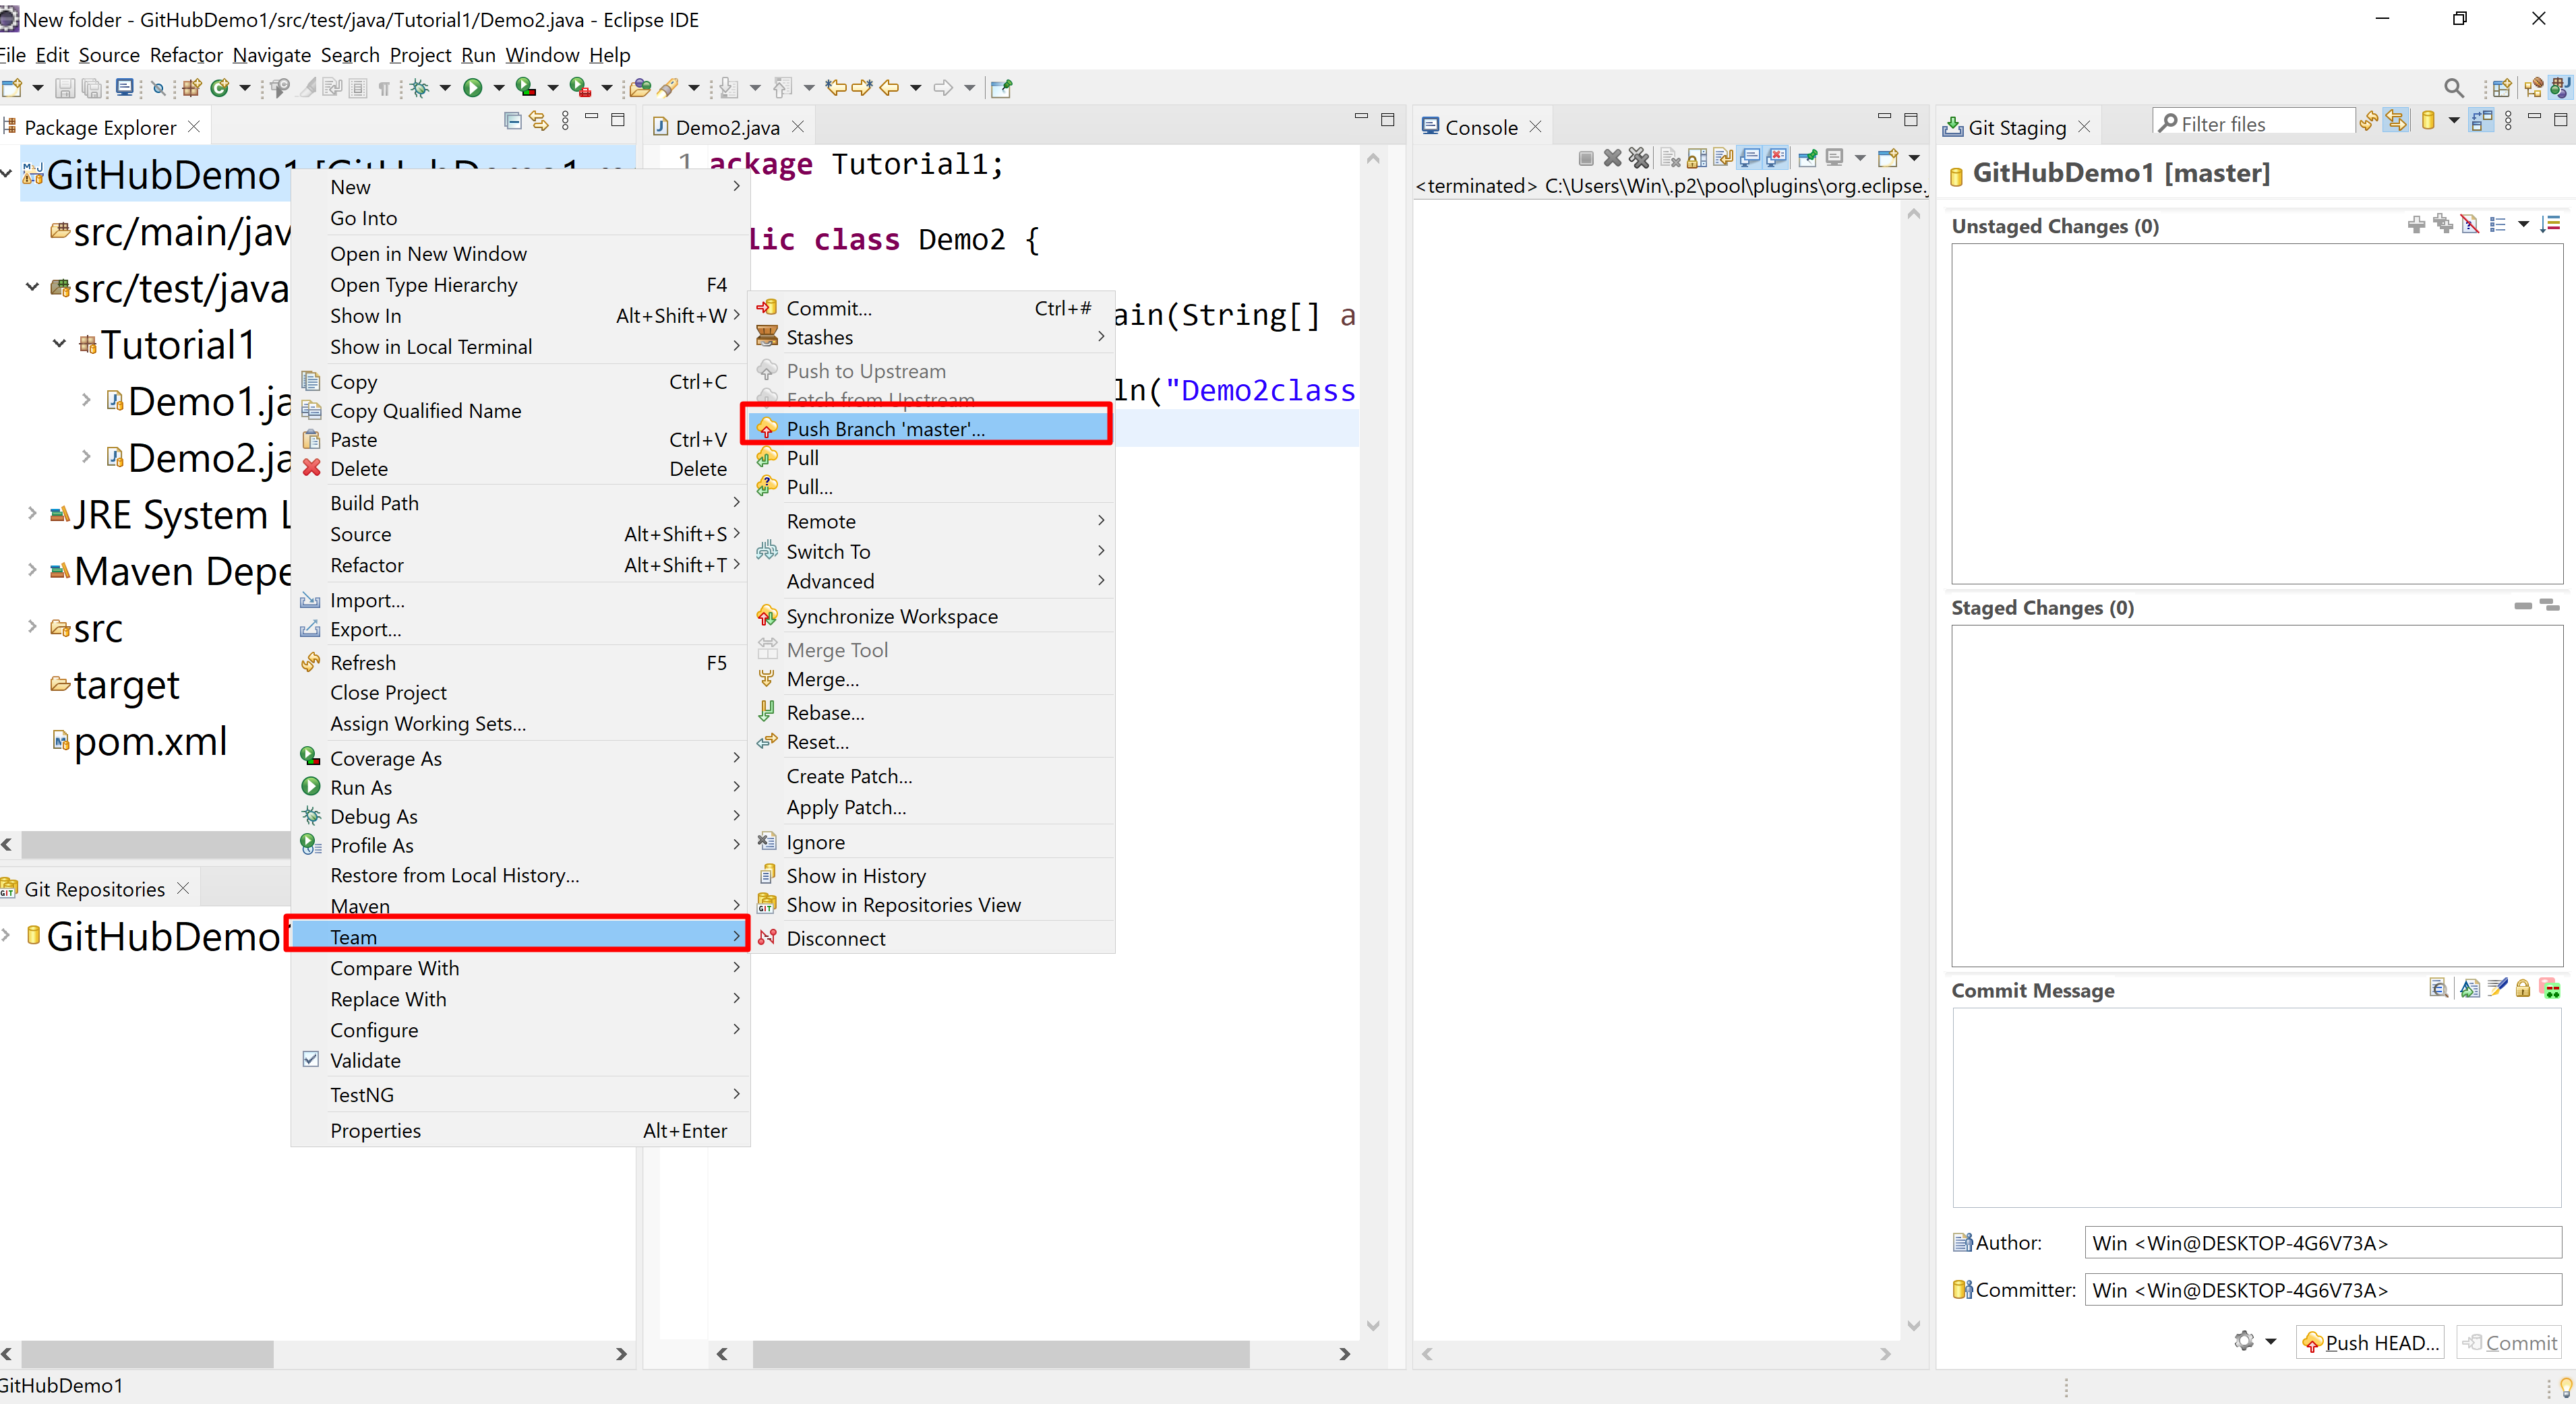 New folder - GitHubDemo1/src/test/java/Tutorial1/Demo2.java - Eclipse IDE
File Edit Source Refactor Navigate Search Project Run Window Help
Package Explorer
GitHubDemo1 [GitHubDemo1 m
src/main/jav
src/test/java
Tutorial1
Demo1.ja
Demo2.ja
JRE System L
Maven Depe
src
target
pom.xml
Git Repositories
GitHubDemo
New
Go Into
Open in New Window
Open Type Hierarchy F4
Show In Alt+Shift+W
Show in Local Terminal
Copy Ctrl+C
Copy Qualified Name
Paste Ctrl+V
Delete Delete
Build Path
Source Alt+Shift+S
Refactor Alt+Shift+T
Import...
Export...
Refresh F5
Close Project
Assign Working Sets...
Coverage As
Run As
Debug As
Profile As
Restore from Local History...
Maven
Team
Compare With
Replace With
Configure
Validate
TestNG
Properties Alt+Enter
Commit... Ctrl+#
Stashes
Push to Upstream
Fetch from Upstream
Push Branch 'master'...
Pull
Pull...
Remote
Switch To
Advanced
Synchronize Workspace
Merge Tool
Merge...
Rebase...
Reset...
Create Patch...
Apply Patch...
Ignore
Show in History
Show in Repositories View
Disconnect
Demo2.java
1 ackage Tutorial1;
lic class Demo2 {
ain(String[] a
ln("Demo2class
Console
<terminated> C:\Users\Win\.p2\pool\plugins\org.eclipse.
Git Staging
Filter files
GitHubDemo1 [master]
Unstaged Changes (0)
Staged Changes (0)
Commit Message
Author: Win <Win@DESKTOP-4G6V73A>
Committer: Win <Win@DESKTOP-4G6V73A>
Push HEAD... Commit
GitHubDemo1